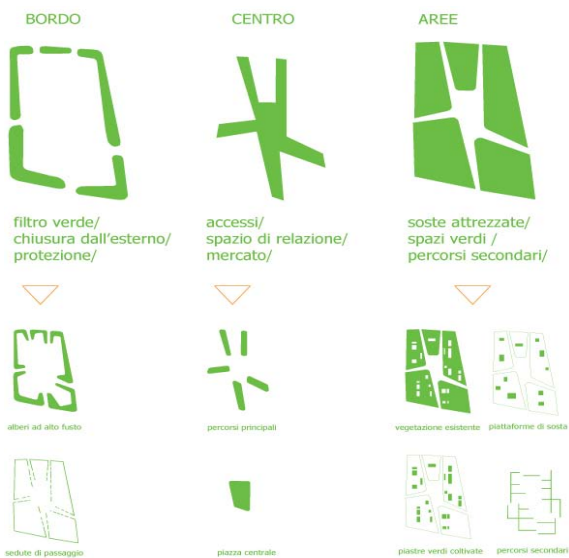 BORDO
CENTRO
AREE
filtro verde/
chiusura dall'esterno/
protezione/
accessi/
spazio di relazione/
mercato/
soste attrezzate/
spazi verdi /
percorsi secondari/
alberi ad alto fusto
percorsi principali
vegetazione esistente
piattaforme di sosta
sedute di passaggio
piazza centrale
piastre verdi coltivate
percorsi secondari